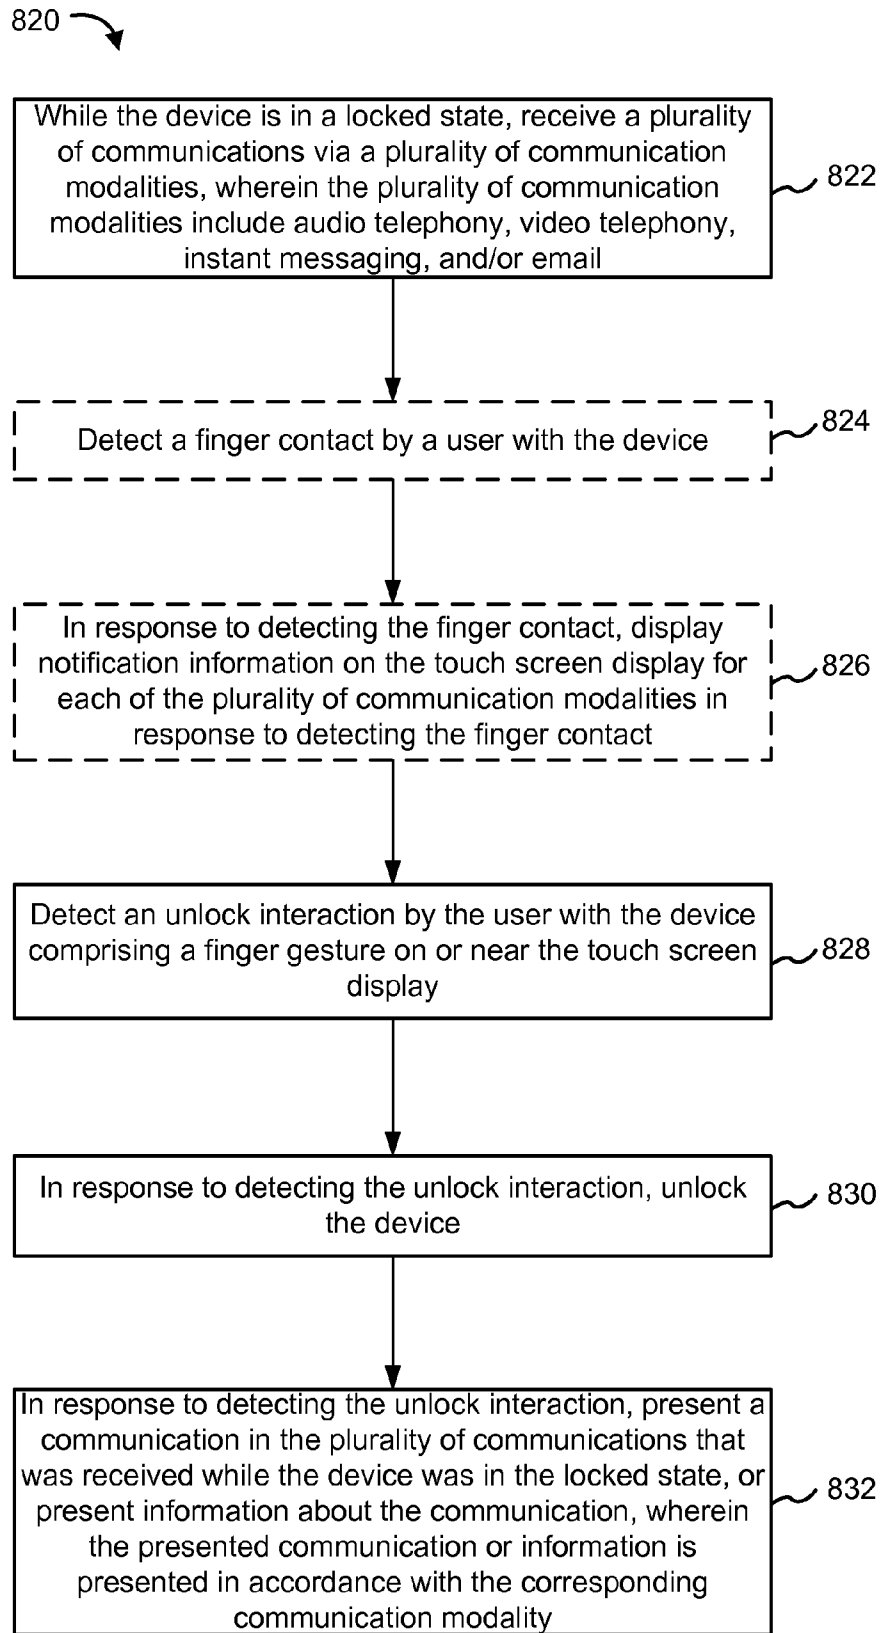 820
While the device is in a locked state, receive a plurality
of communications via a plurality of communication
modalities, wherein the plurality of communication
modalities include audio telephony, video telephony,
instant messaging, and/or email
822
Detect a finger contact by a user with the device
824
In response to detecting the finger contact, display
notification information on the touch screen display for
each of the plurality of communication modalities in
response to detecting the finger contact
826
Detect an unlock interaction by the user with the device
comprising a finger gesture on or near the touch screen
display
828
In response to detecting the unlock interaction, unlock
the device
830
In response to detecting the unlock interaction, present a
communication in the plurality of communications that
was received while the device was in the locked state, or
present information about the communication, wherein
the presented communication or information is
presented in accordance with the corresponding
communication modality
832